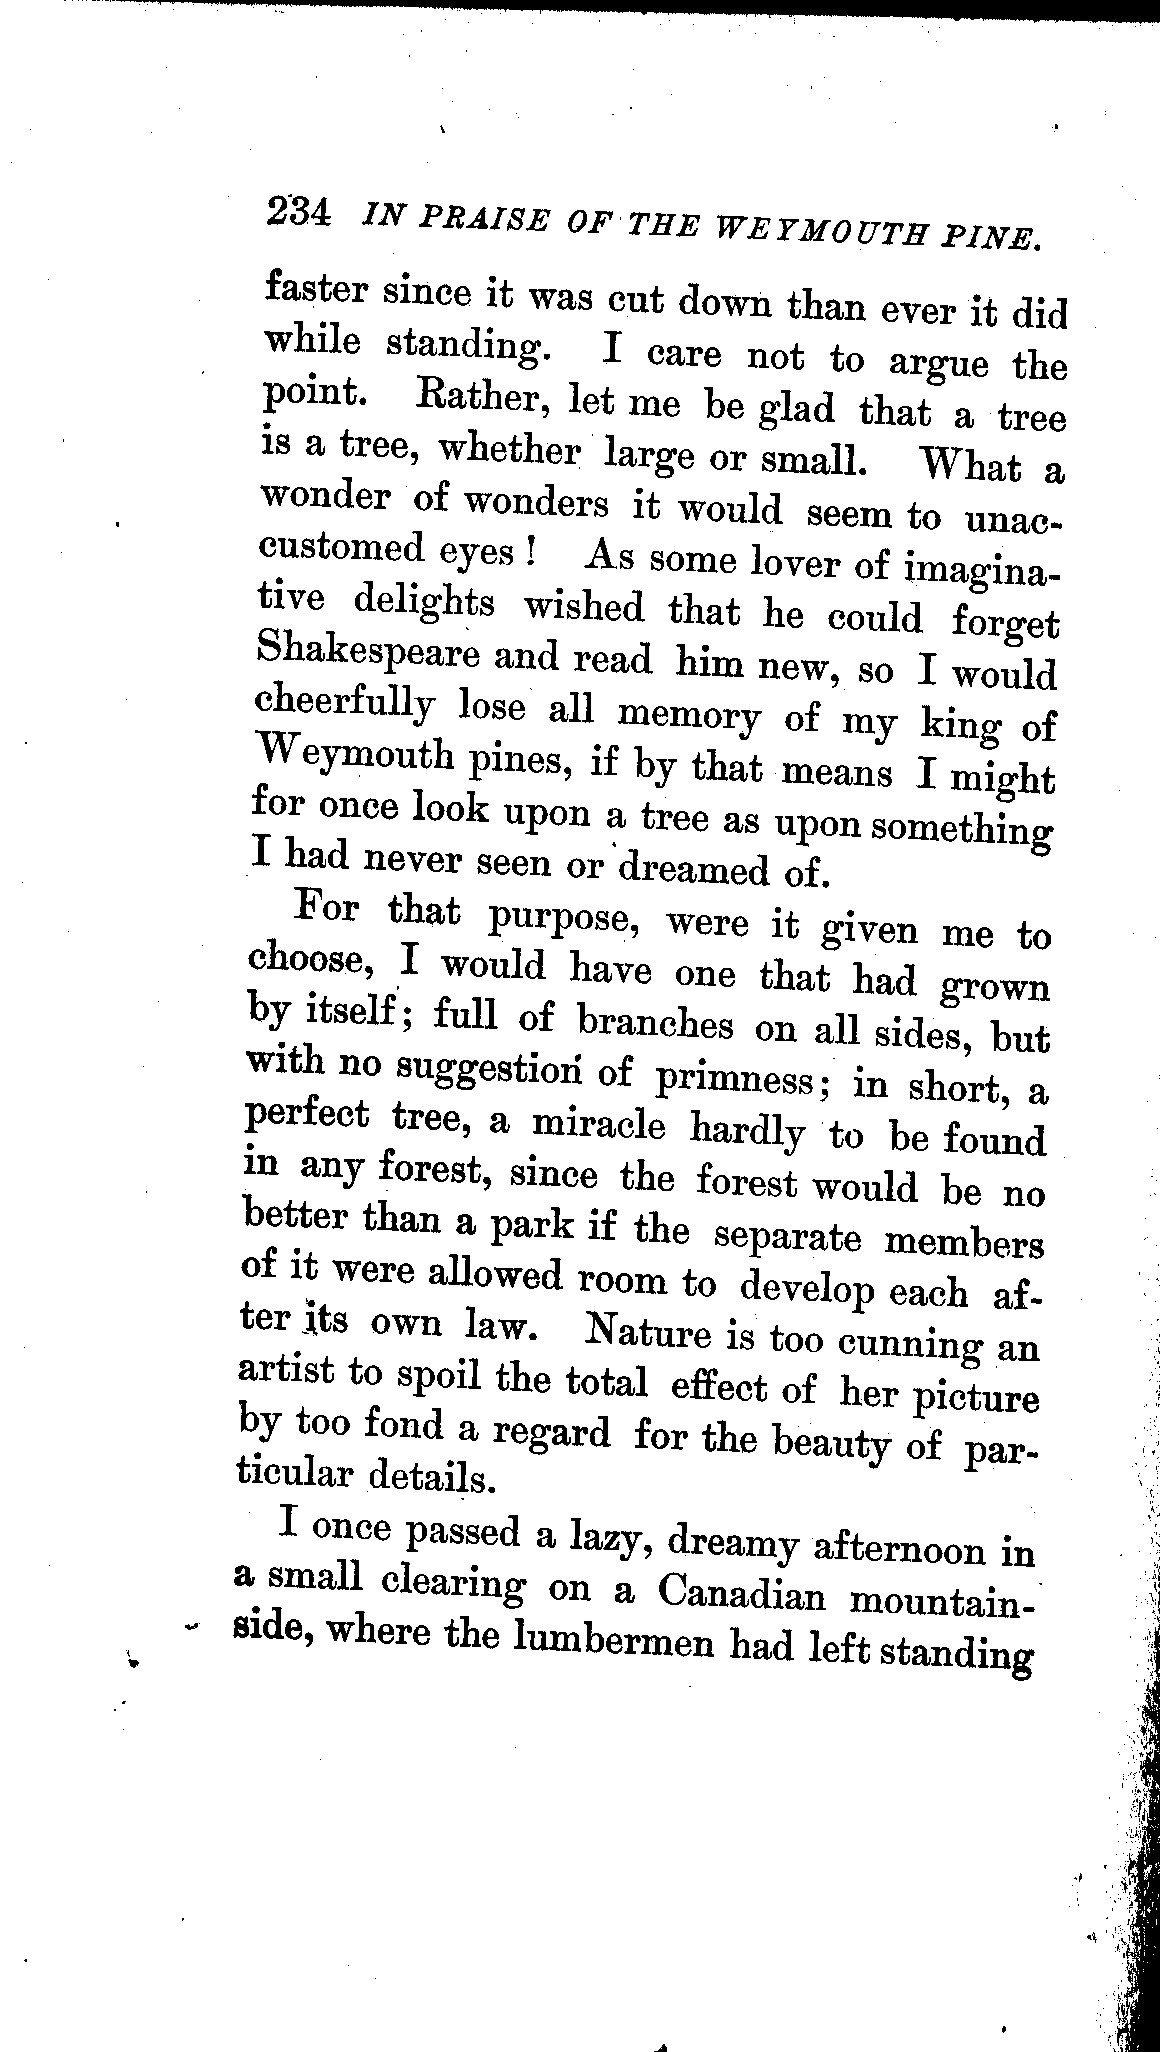 234 IN PRAISE OF THE WEYMOUTH PINE.
faster since it was cut down than ever it did
while standing. I care not to argue the
point. Rather, let me be glad that a tree
is a tree, whether large or small. What a
wonder of wonders it would seem to unac-
customed eyes! As some lover of imagina-
tive delights wished that he could forget
Shakespeare and read him new, so I would
cheerfully lose all memory of my king of
Weymouth pines, if by that means I might
for once look upon a tree as upon something
I had never seen or dreamed of.
For that purpose, were it given me to
choose, I would have one that had grown
by itself; full of branches on all sides, but
with no suggestion of primness; in short, a
perfect tree, a miracle hardly to be found
in any forest, since the forest would be no
better than a park if the separate members
of it were allowed room to develop each af-
ter its own law. Nature is too cunning an
artist to spoil the total effect of her picture
by too fond a regard for the beauty of par-
ticular details.
I once passed a lazy, dreamy afternoon in
a small clearing on a Canadian mountain-
side, where the lumbermen had left standing